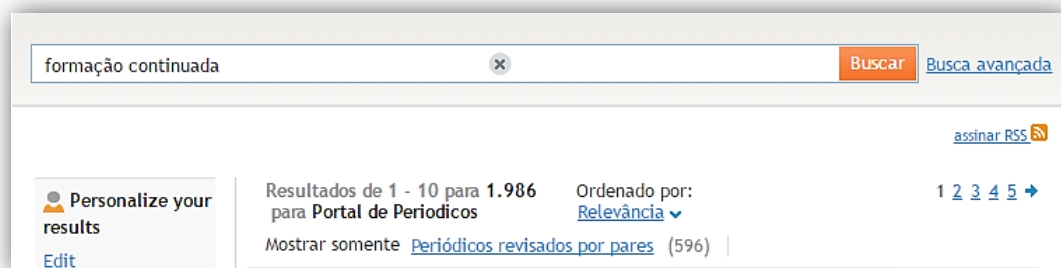 formação continuada
Buscar
Busca avançada
assinar RSS
Personalize your
results
Edit
Resultados de 1 - 10 para 1.986
para Portal de Periodicos
Ordenado por:
Relevância
1 2 3 4 5
Mostrar somente Periódicos revisados por pares (596)